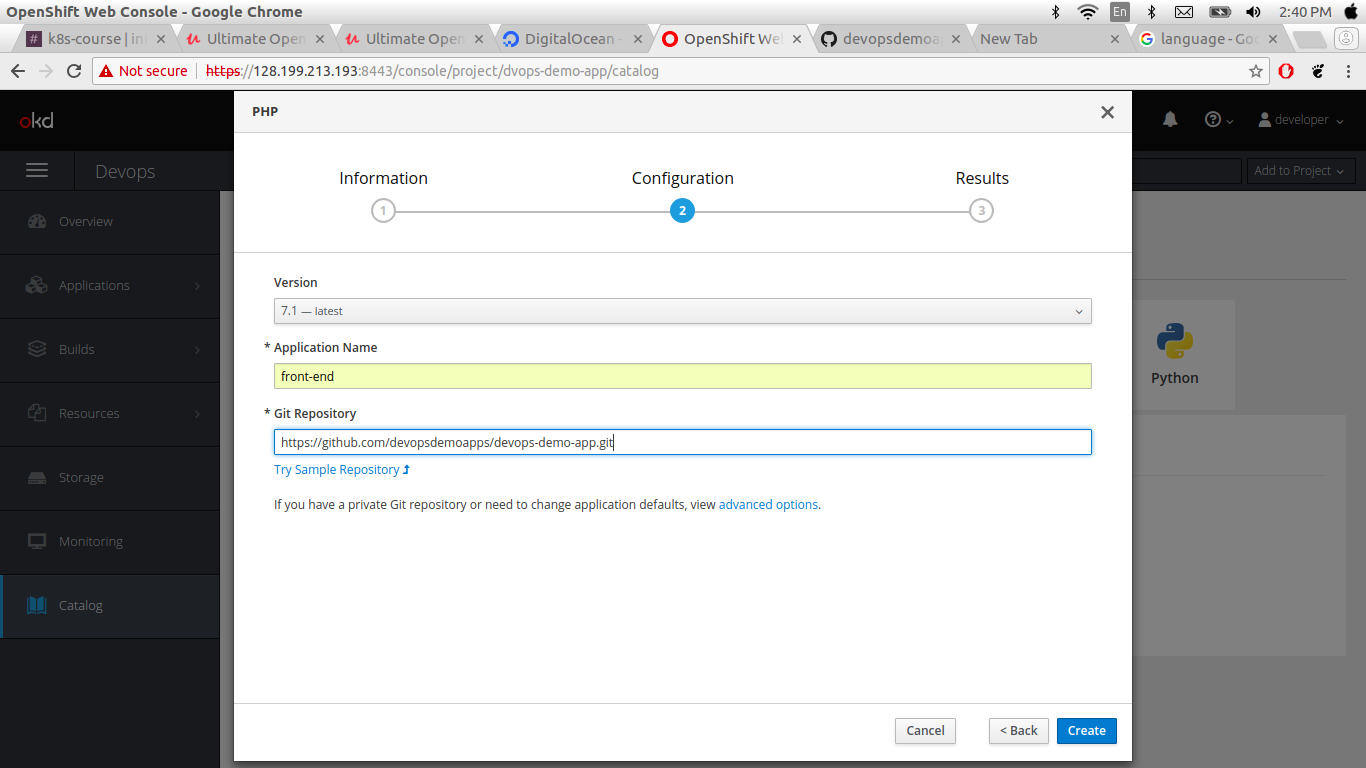 OpenShift Web Console - Google Chrome
En
2:40 PM
k8s-course | in
Ultimate Open
Ultimate Open
DigitalOcean -
OpenShift We
devopsdemoa
New Tab
language - Goo
Not secure
https://128.199.213.193:8443/console/project/dvops-demo-app/catalog
okd
developer
Devops
Add to Project
Overview
Applications
Builds
Resources
Storage
Monitoring
Catalog
Python
PHP
Information
Configuration
Results
1
2
3
Version
7.1 — latest
* Application Name
front-end
* Git Repository
https://github.com/devopsdemoapps/devops-demo-app.git
Try Sample Repository
If you have a private Git repository or need to change application defaults, view advanced options.
Cancel
< Back
Create